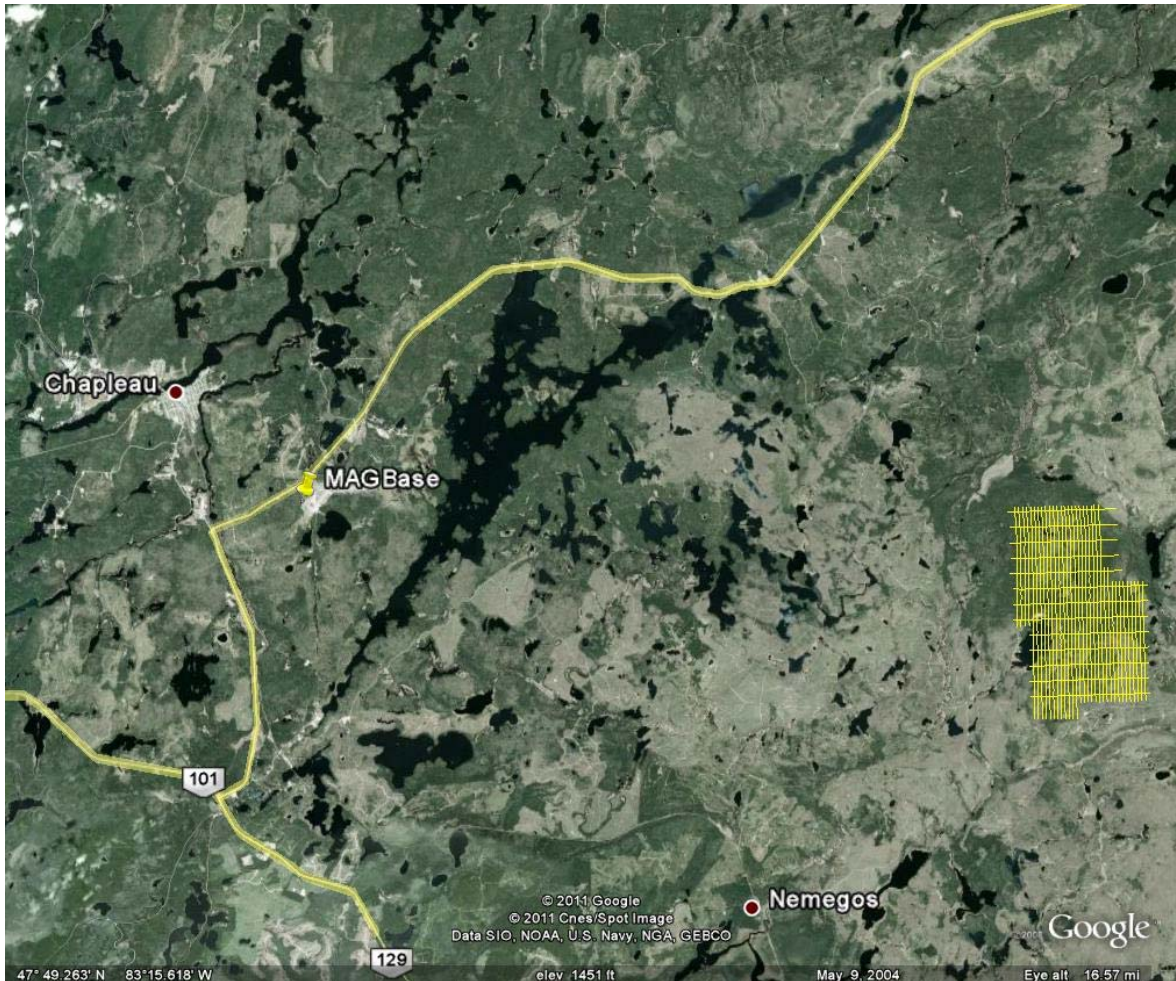 Chapleau
MAGBase
101
Nemegos
© 2011 Google
© 2011 Cnes/Spot Image
Data SIO, NOAA, U.S. Navy, NGA, GEBCO
Google
129
47° 49.263' N 83°15.618' W elev 1451 ft May 9, 2004 Eye alt 16.57 mi